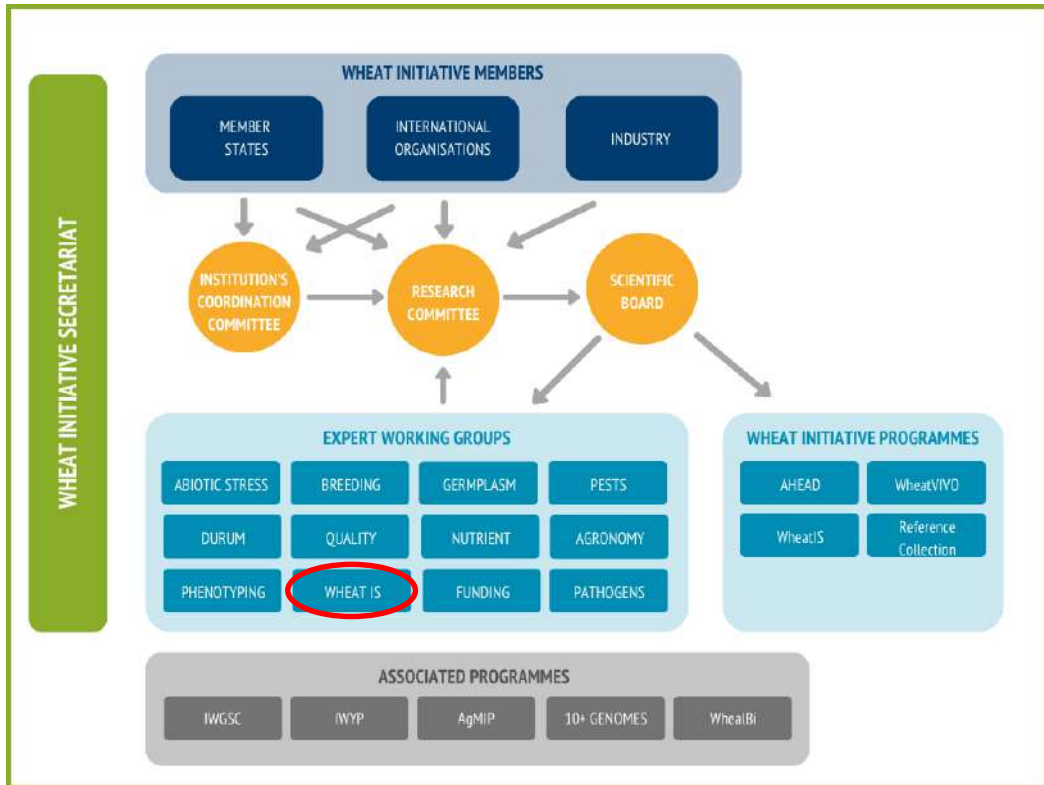 WHEAT INITIATIVE SECRETARIAT
WHEAT INITIATIVE MEMBERS
MEMBER
STATES
INTERNATIONAL
ORGANISATIONS
INDUSTRY
INSTITUTION'S
COORDINATION
COMMITTEE
RESEARCH
COMMITTEE
SCIENTIFIC
BOARD
EXPERT WORKING GROUPS
ABIOTIC STRESS
BREEDING
GERMPLASM
PESTS
DURUM
QUALITY
NUTRIENT
AGRONOMY
PHENOTYPING
WHEAT IS
FUNDING
PATHOGENS
WHEAT INITIATIVE PROGRAMMES
AHEAD
WheatVIVO
WheatIS
Reference
Collection
ASSOCIATED PROGRAMMES
IWGSC
IWYP
AgMIP
10+ GENOMES
WhealBi